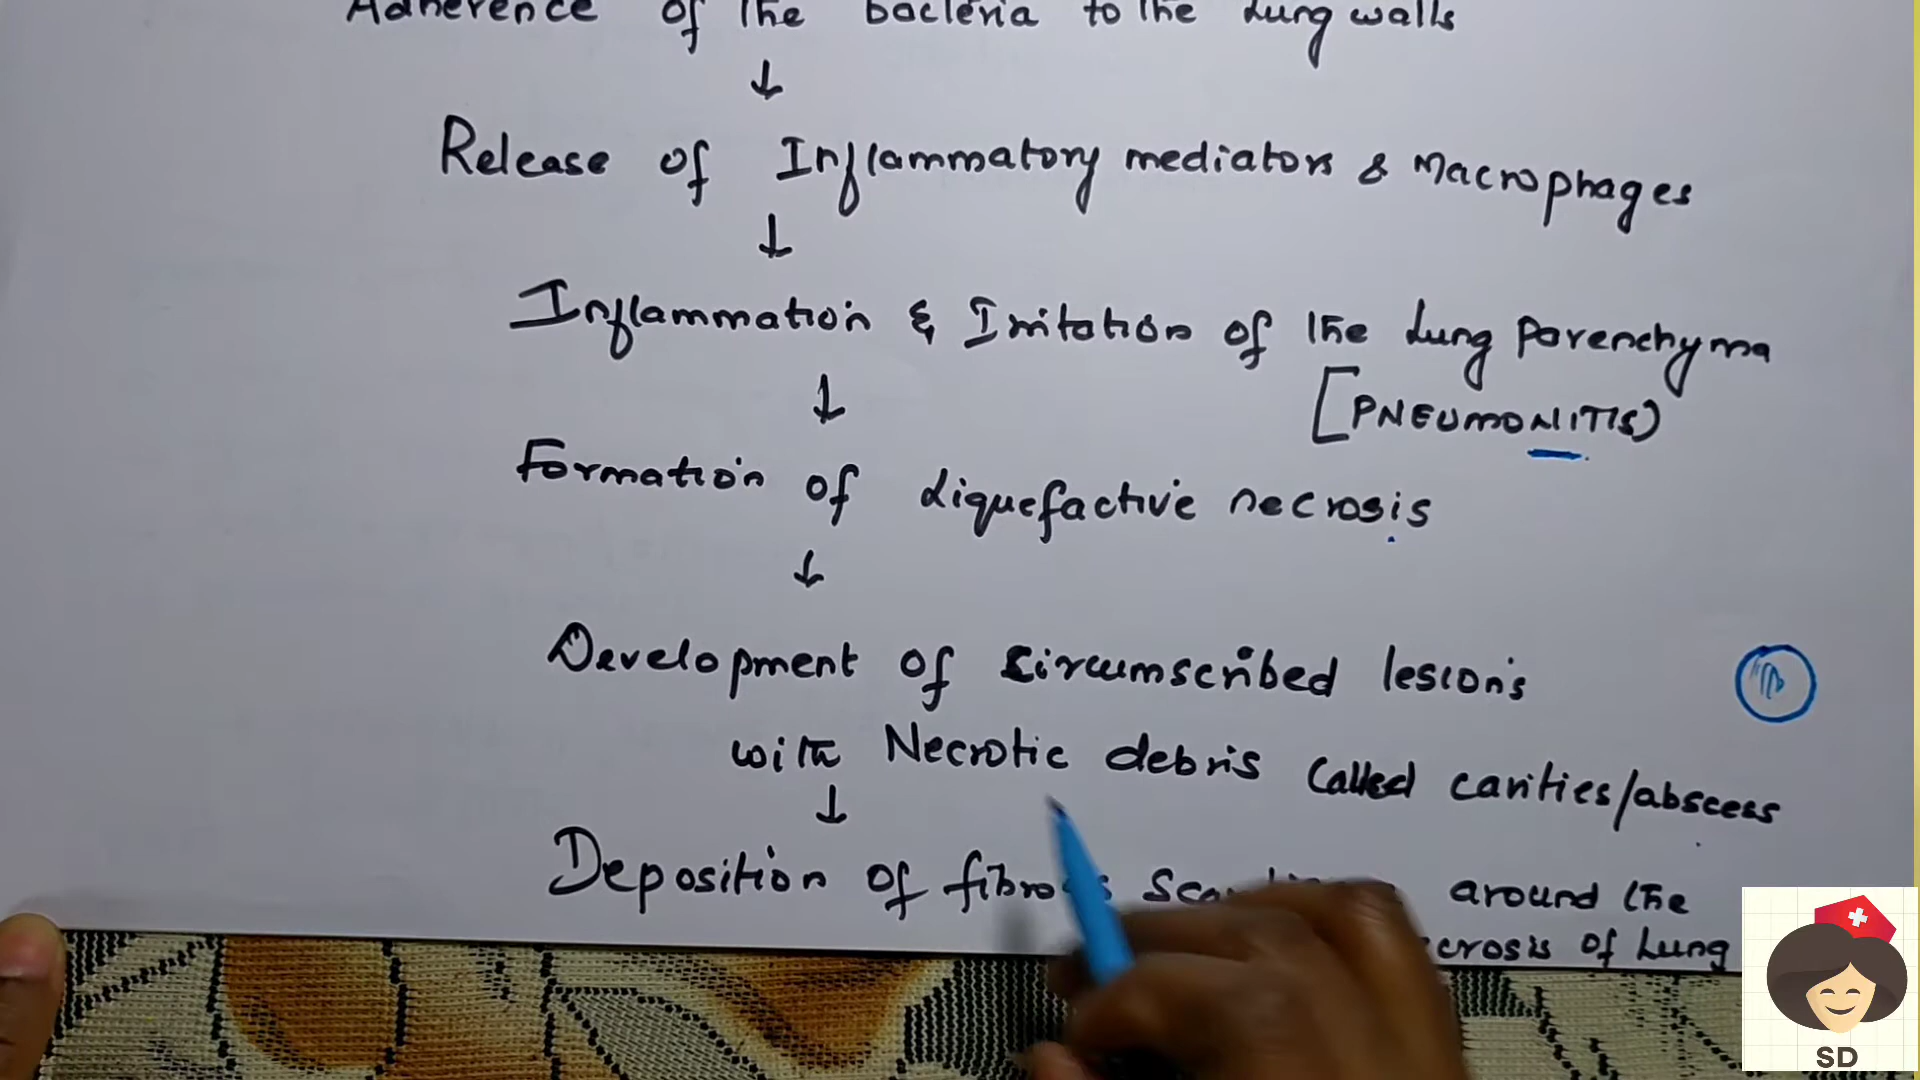 Adherence of the bacteria to the Lung walls
↓
Release of Inflammatory mediators & Macrophages
↓
Inflammation & Irritation of the Lung Parenchyma
[PNEUMONITIS)
↓
Formation of Liquefactive necrosis
↓
Development of circumscribed lesions
with Necrotic debris called cavities/abscess
↓
Deposition of around the
of Lung
SD